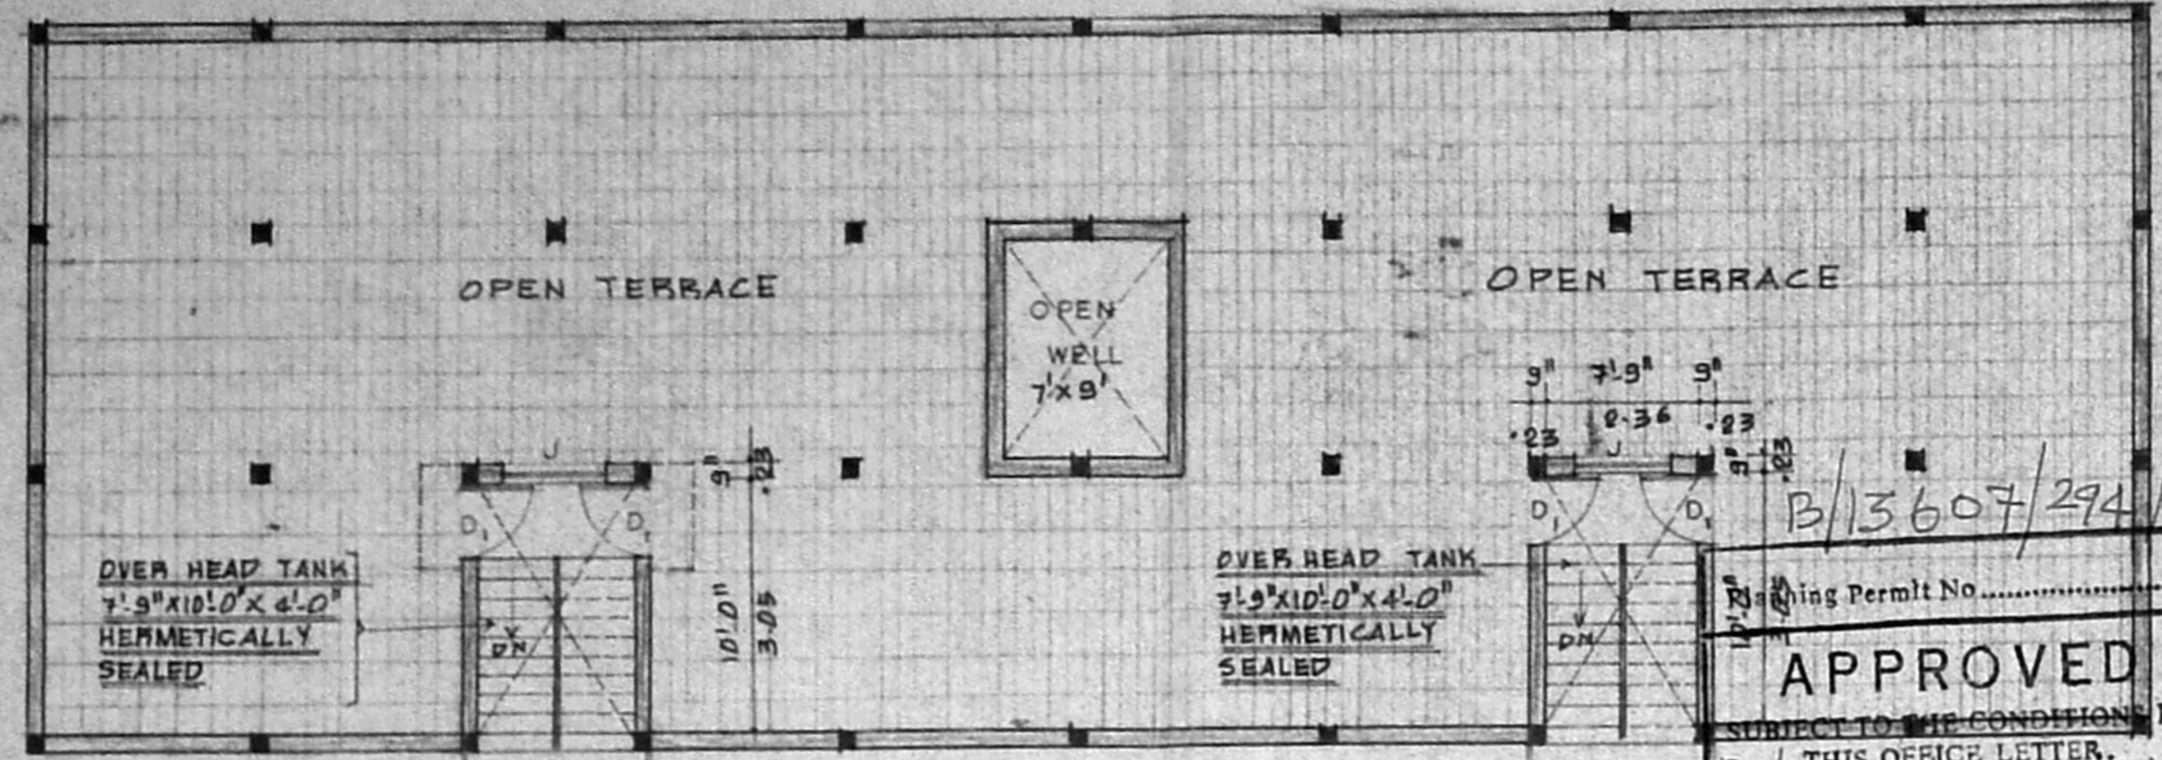 OPEN TERRACE
OPEN TERRACE
OPEN
WELL
7'X9'
9" 7'-9" 9"
.23 2.36 .23
J
J
9"
.23
9"
.23
D1 D1
D1 D1
B/13607/294
OVER HEAD TANK
7'-9"X10'-0"X4'-0"
HERMETICALLY
SEALED
DN
10'.0"
3.05
OVER HEAD TANK
7'-9"X10'-0"X4'-0"
HERMETICALLY
SEALED
DN
Planning Permit No
APPROVED
SUBJECT TO THE CONDITIONS
THIS OFFICE LETTER.